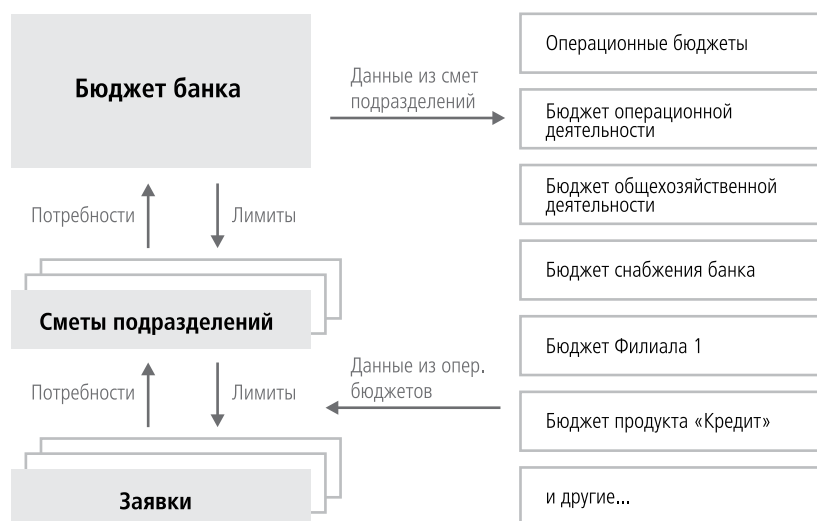 Бюджет банка
Данные из смет
подразделений
Потребности
Лимиты
Сметы подразделений
Потребности
Лимиты
Данные из опер.
бюджетов
Заявки
Операционные бюджеты
Бюджет операционной
деятельности
Бюджет общехозяйственной
деятельности
Бюджет снабжения банка
Бюджет Филиала 1
Бюджет продукта «Кредит»
и другие...